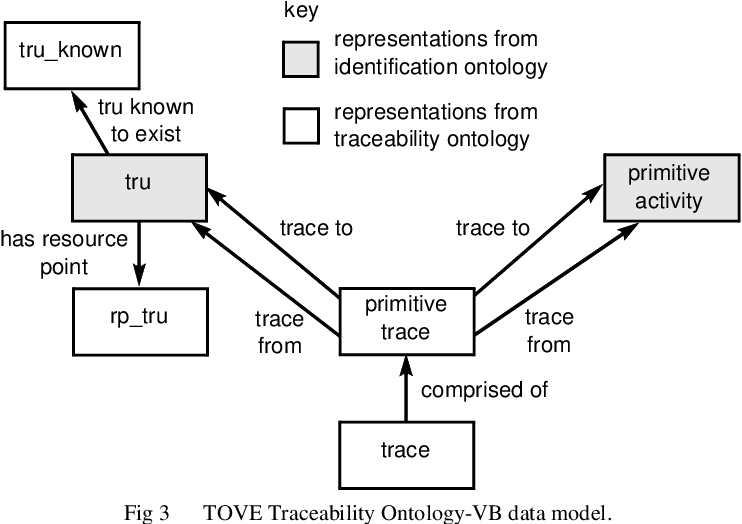 key
tru_known
representations from
identification ontology
tru known
to exist
representations from
traceability ontology
tru
primitive
activity
has resource
point
trace to
trace to
rp_tru
primitive
trace
trace
from
trace
from
comprised of
trace
Fig 3 TOVE Traceability Ontology-VB data model.